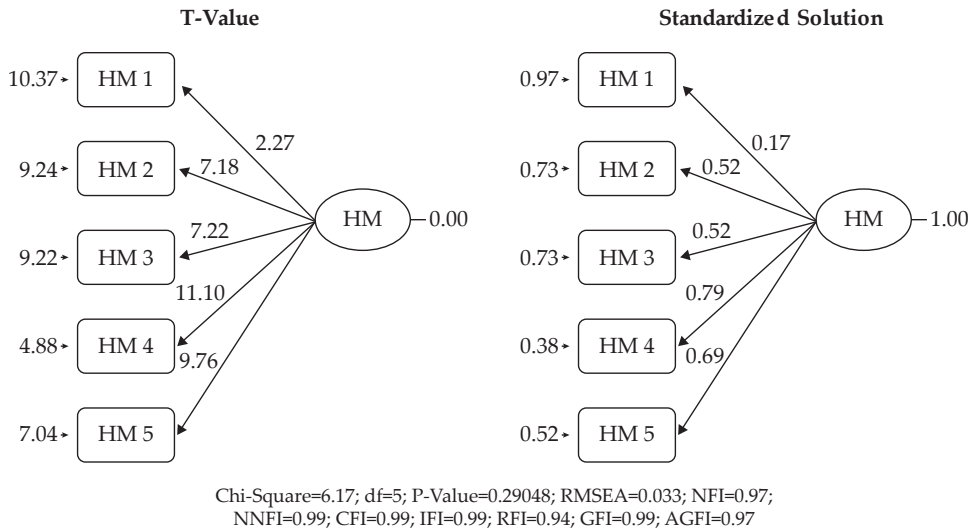 T-Value
10.37
HM 1
2.27
9.24
HM 2
7.18
HM
0.00
9.22
HM 3
7.22
11.10
4.88
HM 4
9.76
7.04
HM 5
Standardized Solution
0.97
HM 1
0.17
0.73
HM 2
0.52
HM
1.00
0.73
HM 3
0.52
0.79
0.38
HM 4
0.69
0.52
HM 5
Chi-Square=6.17; df=5; P-Value=0.29048; RMSEA=0.033; NFI=0.97;
NNFI=0.99; CFI=0.99; IFI=0.99; RFI=0.94; GFI=0.99; AGFI=0.97